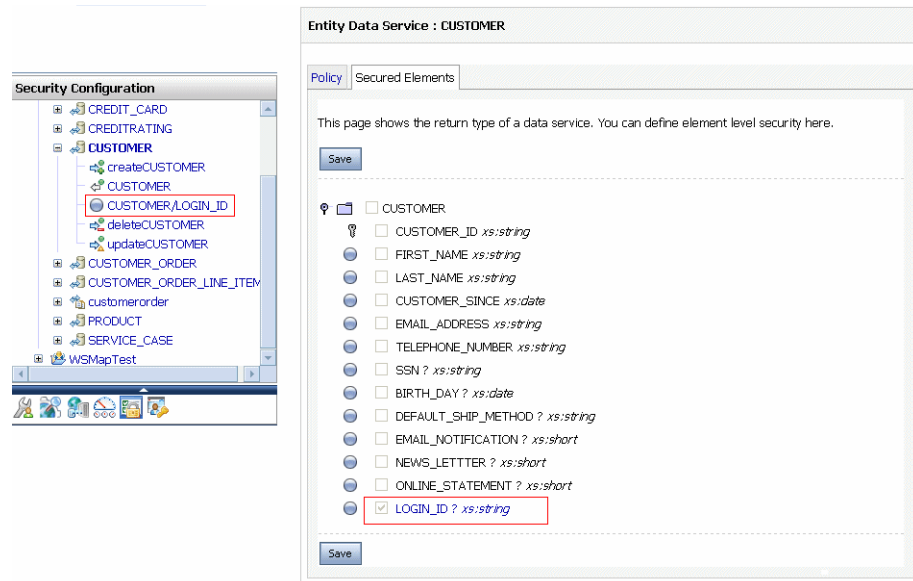 Security Configuration
CREDIT_CARD
CREDITRATING
CUSTOMER
createCUSTOMER
CUSTOMER
CUSTOMER/LOGIN_ID
deleteCUSTOMER
updateCUSTOMER
CUSTOMER_ORDER
CUSTOMER_ORDER_LINE_ITEM
customerorder
PRODUCT
SERVICE_CASE
WSMapTest
Entity Data Service : CUSTOMER
Policy Secured Elements
This page shows the return type of a data service. You can define element level security here.
Save
CUSTOMER
CUSTOMER_ID xs:string
FIRST_NAME xs:string
LAST_NAME xs:string
CUSTOMER_SINCE xs:date
EMAIL_ADDRESS xs:string
TELEPHONE_NUMBER xs:string
SSN ? xs:string
BIRTH_DAY ? xs:date
DEFAULT_SHIP_METHOD ? xs:string
EMAIL_NOTIFICATION ? xs:short
NEWS_LETTTER ? xs:short
ONLINE_STATEMENT ? xs:short
LOGIN_ID ? xs:string
Save